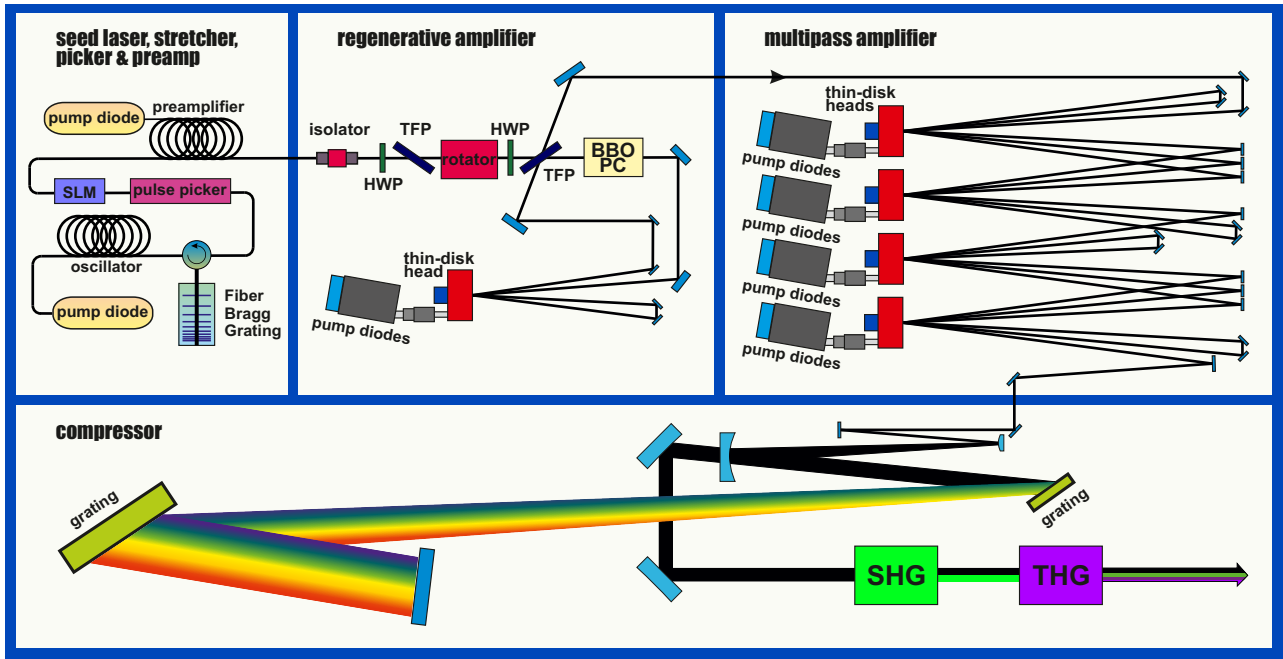 seed laser, stretcher,
picker & preamp
pump diode
preamplifier
SLM
pulse picker
oscillator
pump diode
Fiber
Bragg
Grating
regenerative amplifier
isolator
HWP
TFP
rotator
HWP
TFP
BBO
PC
thin-disk
head
pump diodes
multipass amplifier
thin-disk
heads
pump diodes
pump diodes
pump diodes
pump diodes
compressor
grating
grating
SHG
THG